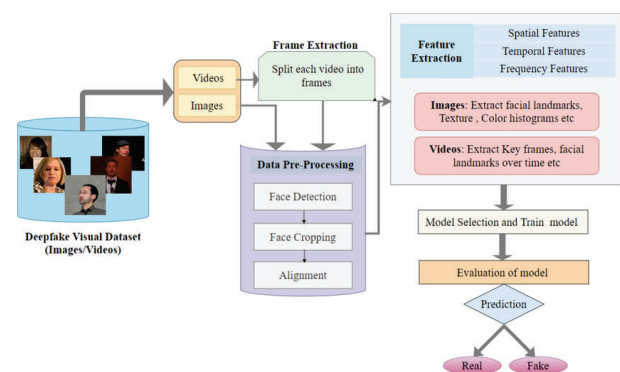 Frame Extraction
Videos
Images
Split each video into
frames
Deepfake Visual Dataset
(Images/Videos)
Data Pre-Processing
Face Detection
Face Cropping
Alignment
Feature
Extraction
Spatial Features
Temporal Features
Frequency Features
Images: Extract facial landmarks,
Texture , Color histograms etc
Videos: Extract Key frames, facial
landmarks over time etc
Model Selection and Train model
Evaluation of model
Prediction
Real
Fake